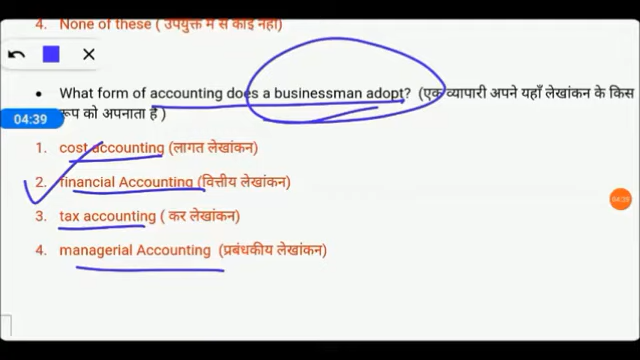 4. None of these ( उपयुक्त में से कोई नहीं)
• What form of accounting does a businessman adopt? (एक व्यापारी अपने यहाँ लेखांकन के किस
रूप को अपनाता है )
04:39
1. cost accounting (लागत लेखांकन)
2. financial Accounting (वित्तीय लेखांकन)
04:39
3. tax accounting ( कर लेखांकन)
4. managerial Accounting (प्रबंधकीय लेखांकन)